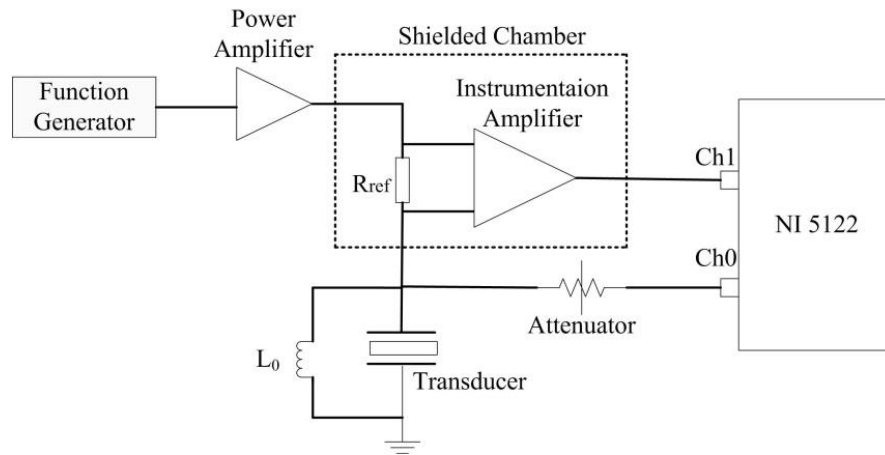 Power
Amplifier
Shielded Chamber
Function
Generator
Instrumentaion
Amplifier
Rref
Ch1
NI 5122
Ch0
Attenuator
L0
Transducer